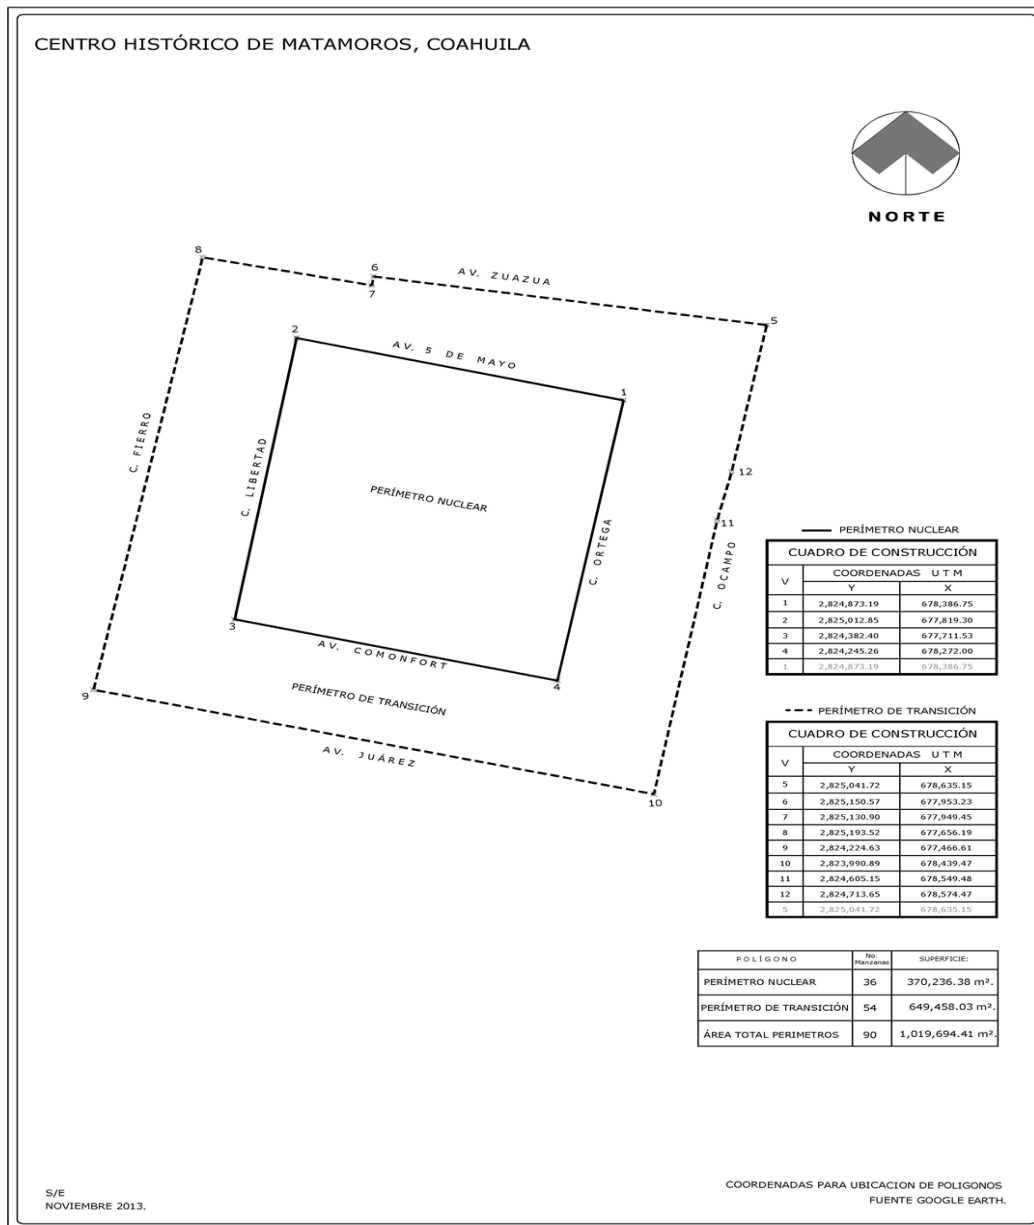 CENTRO HISTÓRICO DE MATAMOROS, COAHUILA
NORTE
8
6
7
AV. ZUAZUA
5
2
AV. 5 DE MAYO
1
C. FIERRO
C. LIBERTAD
PERÍMETRO NUCLEAR
C. ORTEGA
12
11
C. OCAMPO
3
AV. COMONFORT
4
PERÍMETRO DE TRANSICIÓN
9
AV. JUÁREZ
10
PERÍMETRO NUCLEAR
CUADRO DE CONSTRUCCIÓN
V COORDENADAS U T M
Y X
1 2,824,873.19 678,386.75
2 2,825,012.85 677,819.30
3 2,824,382.40 677,711.53
4 2,824,245.26 678,272.00
1 2,824,873.19 678,386.75
PERÍMETRO DE TRANSICIÓN
CUADRO DE CONSTRUCCIÓN
V COORDENADAS U T M
Y X
5 2,825,041.72 678,635.15
6 2,825,150.57 677,953.23
7 2,825,130.90 677,949.45
8 2,825,193.52 677,656.19
9 2,824,224.63 677,466.61
10 2,823,990.89 678,439.47
11 2,824,605.15 678,549.48
12 2,824,713.65 678,574.47
5 2,825,041.72 678,635.15
POLÍGONO No. Manzanas SUPERFICIE:
PERÍMETRO NUCLEAR 36 370,236.38 m².
PERÍMETRO DE TRANSICIÓN 54 649,458.03 m².
ÁREA TOTAL PERIMETROS 90 1,019,694.41 m².
S/E
NOVIEMBRE 2013.
COORDENADAS PARA UBICACION DE POLIGONOS
FUENTE GOOGLE EARTH.